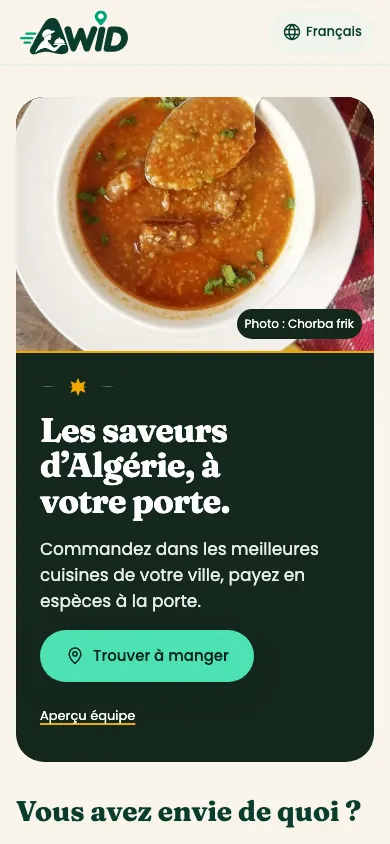 AWID
Français
Photo : Chorba frik
Les saveurs
d’Algérie, à
votre porte.
Commandez dans les meilleures
cuisines de votre ville, payez en
espèces à la porte.
Trouver à manger
Aperçu équipe
Vous avez envie de quoi ?